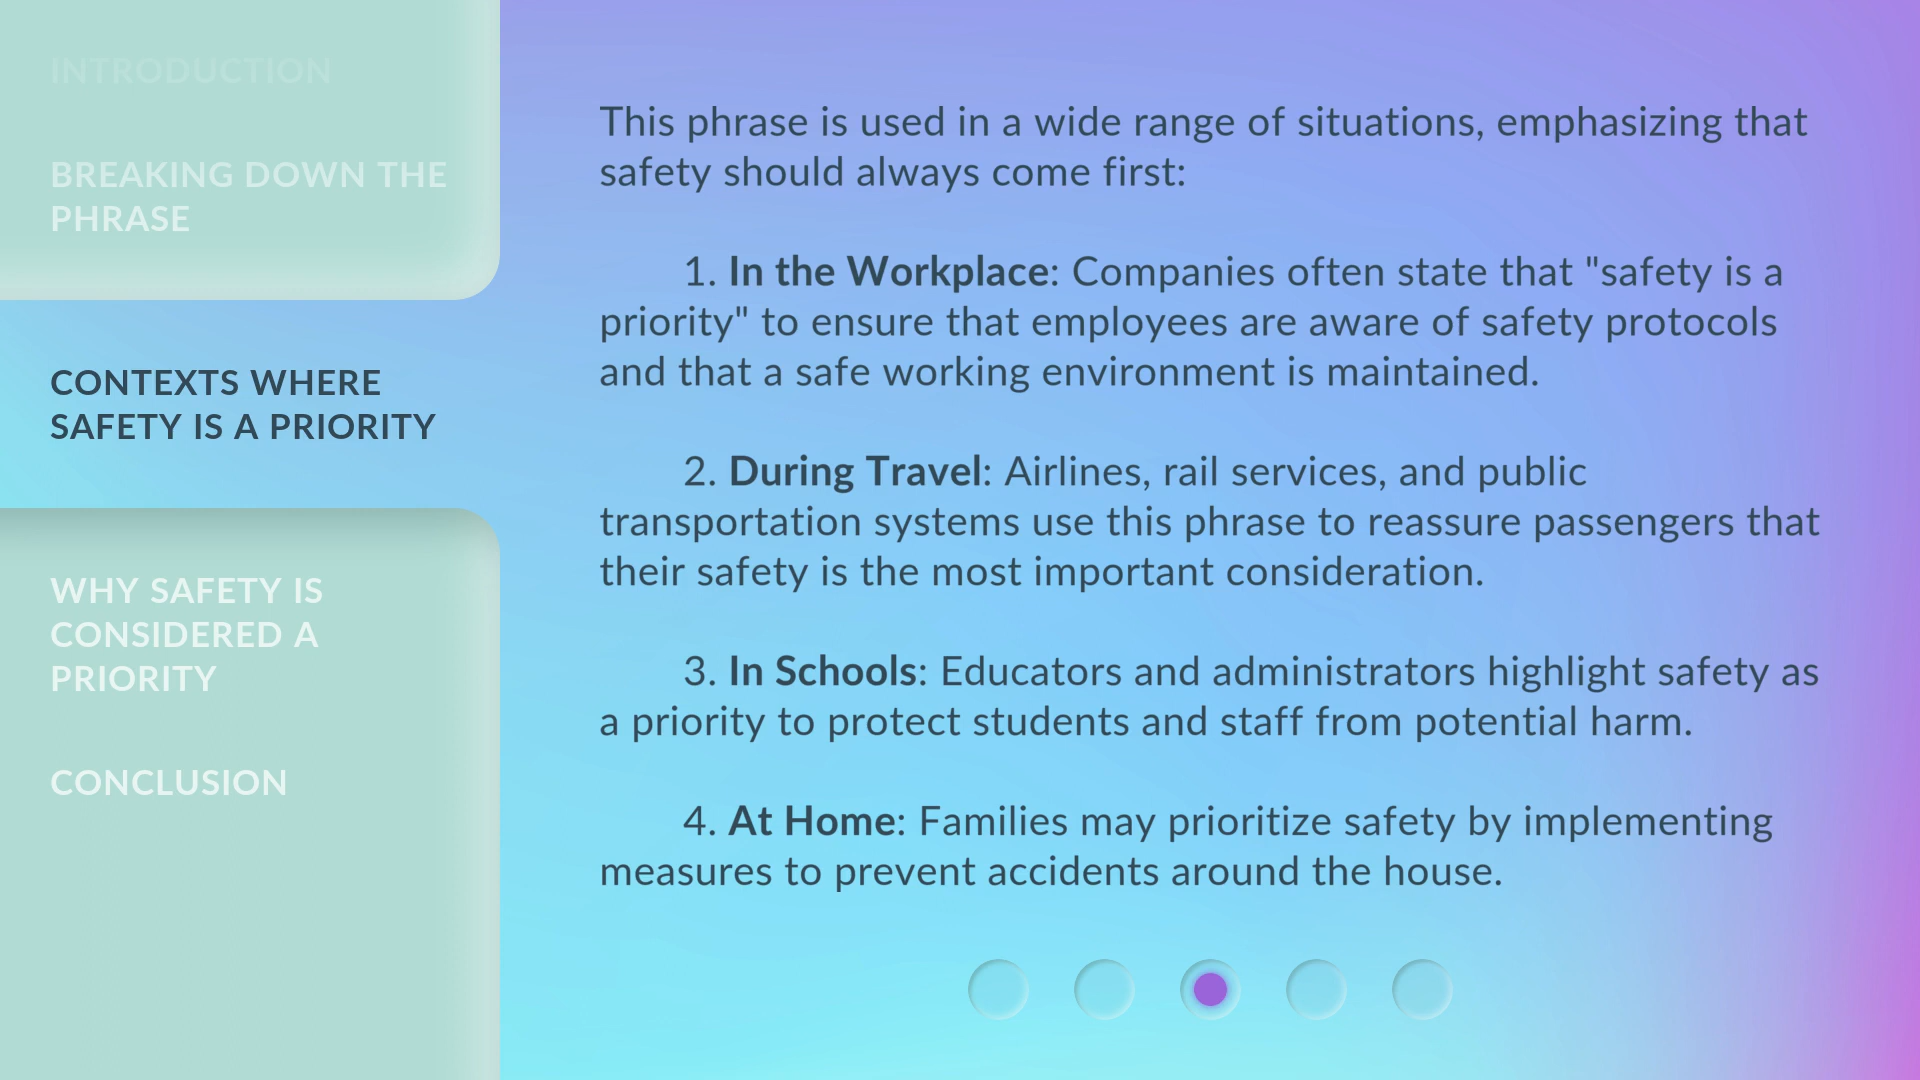 INTRODUCTION
BREAKING DOWN THE
PHRASE
CONTEXTS WHERE
SAFETY IS A PRIORITY
WHY SAFETY IS
CONSIDERED A
PRIORITY
CONCLUSION
This phrase is used in a wide range of situations, emphasizing that
safety should always come first:
1. In the Workplace: Companies often state that "safety is a
priority" to ensure that employees are aware of safety protocols
and that a safe working environment is maintained.
2. During Travel: Airlines, rail services, and public
transportation systems use this phrase to reassure passengers that
their safety is the most important consideration.
3. In Schools: Educators and administrators highlight safety as
a priority to protect students and staff from potential harm.
4. At Home: Families may prioritize safety by implementing
measures to prevent accidents around the house.